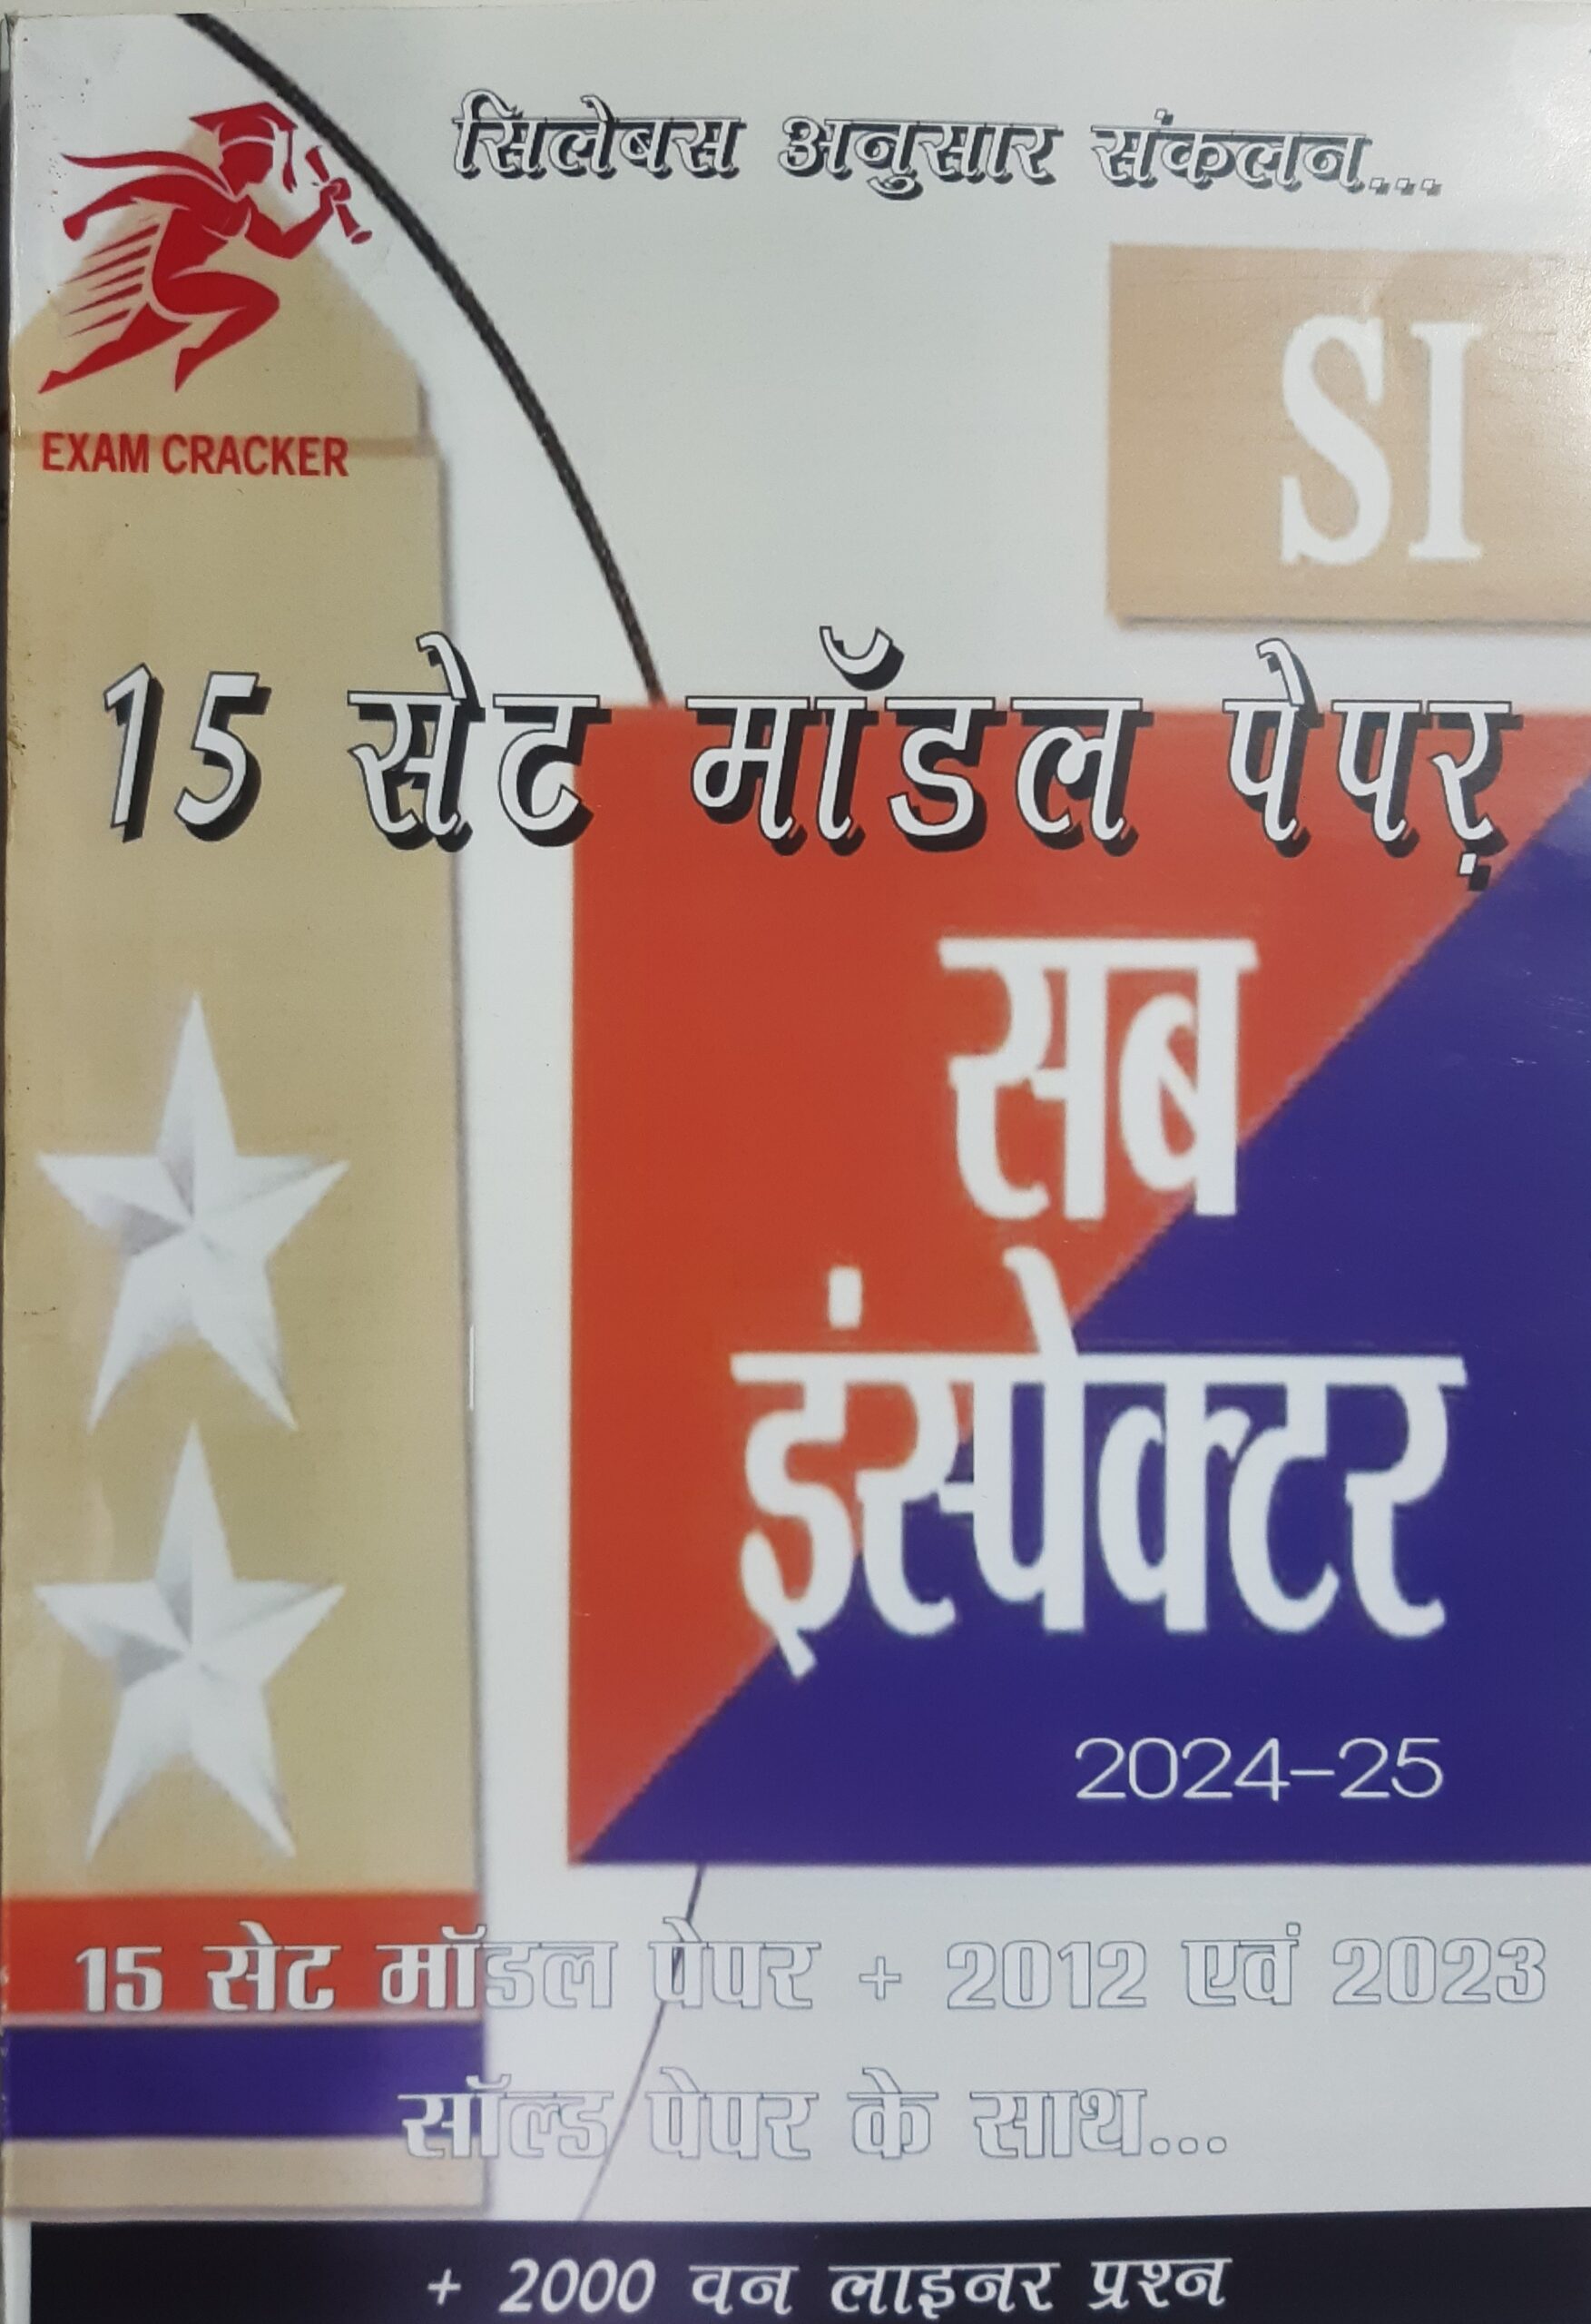 सिलेबस अनुसार संकलन...
EXAM CRACKER
SI
15 सेट मॉडल पेपर
सब
इंस्पेक्टर
2024-25
15 सेट मॉडल पेपर + 2012 एवं 2023
सॉल्ड पेपर के साथ...
+ 2000 वन लाइनर प्रश्न